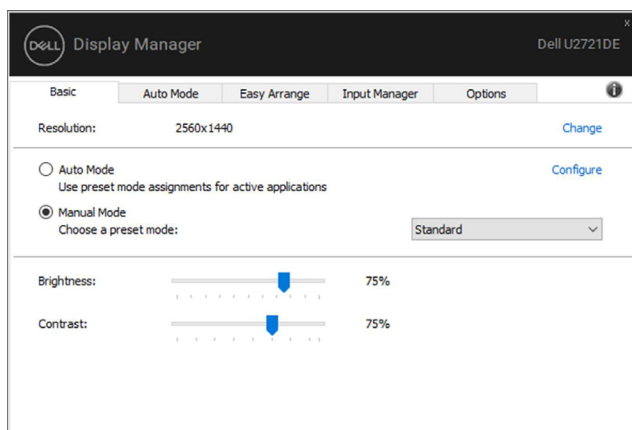 x
DELL Display Manager Dell U2721DE
Basic Auto Mode Easy Arrange Input Manager Options i
Resolution: 2560x1440 Change
Auto Mode Configure
Use preset mode assignments for active applications
Manual Mode
Choose a preset mode: Standard
Brightness: 75%
Contrast: 75%